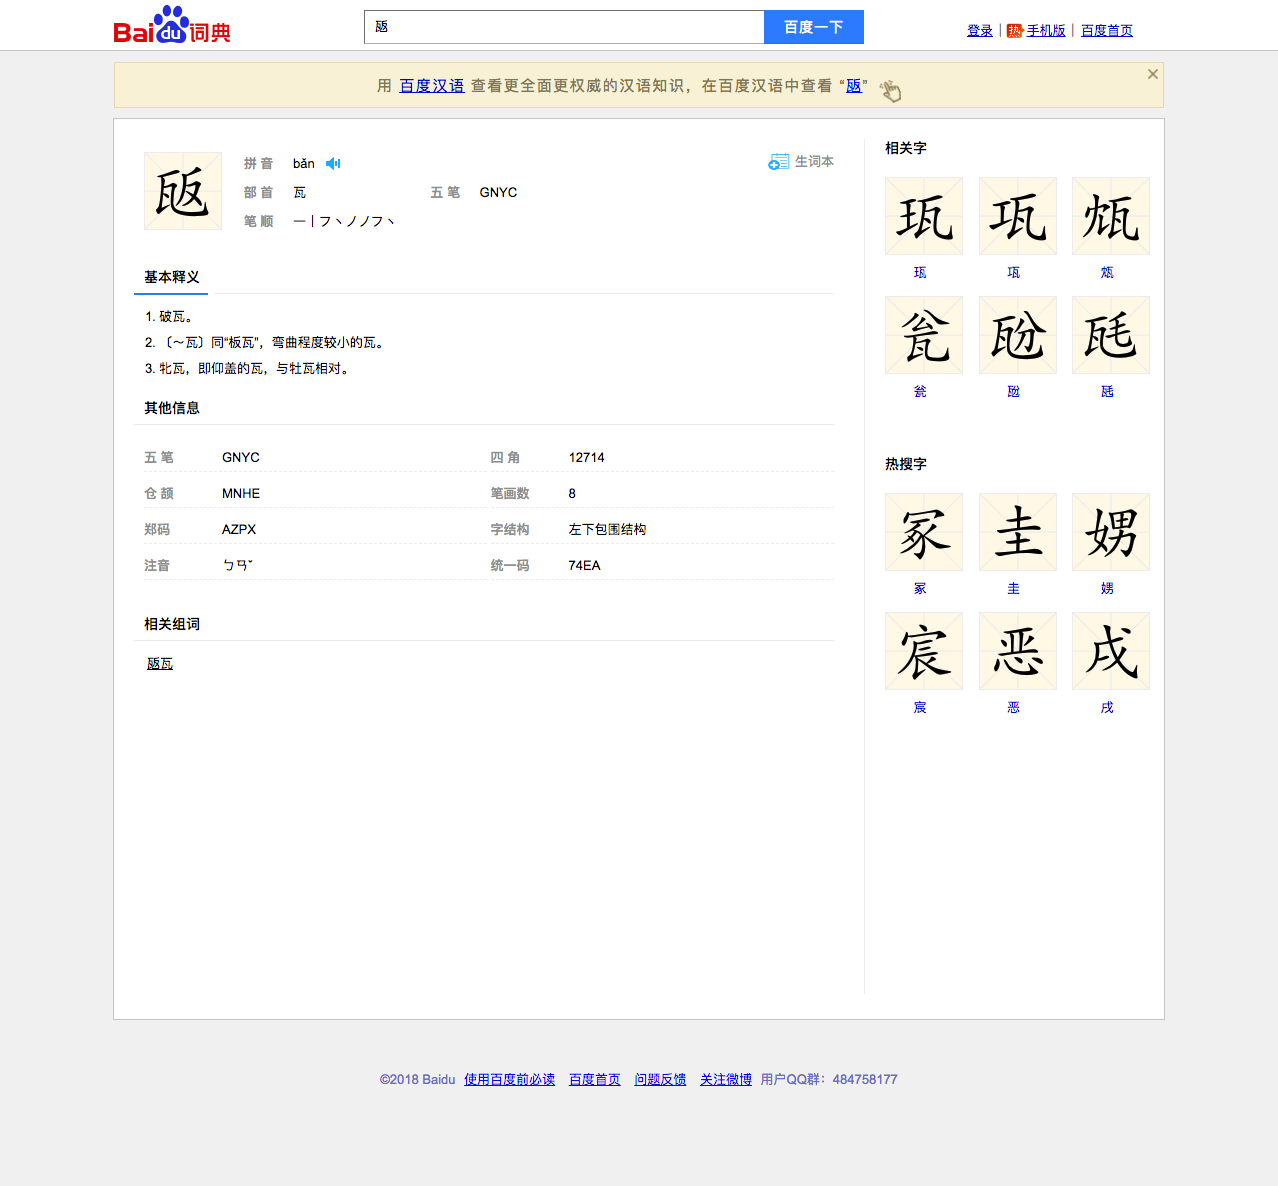 Baidu词典
瓪
百度一下
登录 | 热 手机版 | 百度首页
用 百度汉语 查看更全面更权威的汉语知识，在百度汉语中查看 “瓪”
瓪
拼 音 bǎn
生词本
部 首 瓦 五 笔 GNYC
笔 顺 一丨フ丶ノノフ丶
基本释义
1. 破瓦。
2. 〔～瓦〕同“板瓦”，弯曲程度较小的瓦。
3. 牝瓦，即仰盖的瓦，与牡瓦相对。
其他信息
五 笔 GNYC 四 角 12714
仓 颉 MNHE 笔画数 8
郑码 AZPX 字结构 左下包围结构
注音 ㄅㄢˇ 统一码 74EA
相关组词
瓪瓦
相关字
㼗 瓨 㼛
㼗 瓨 㼛
瓮 瓰 瓱
瓮 瓰 瓱
热搜字
冢 圭 娚
冢 圭 娚
宸 恶 戌
宸 恶 戌
©2018 Baidu 使用百度前必读 百度首页 问题反馈 关注微博 用户QQ群：484758177